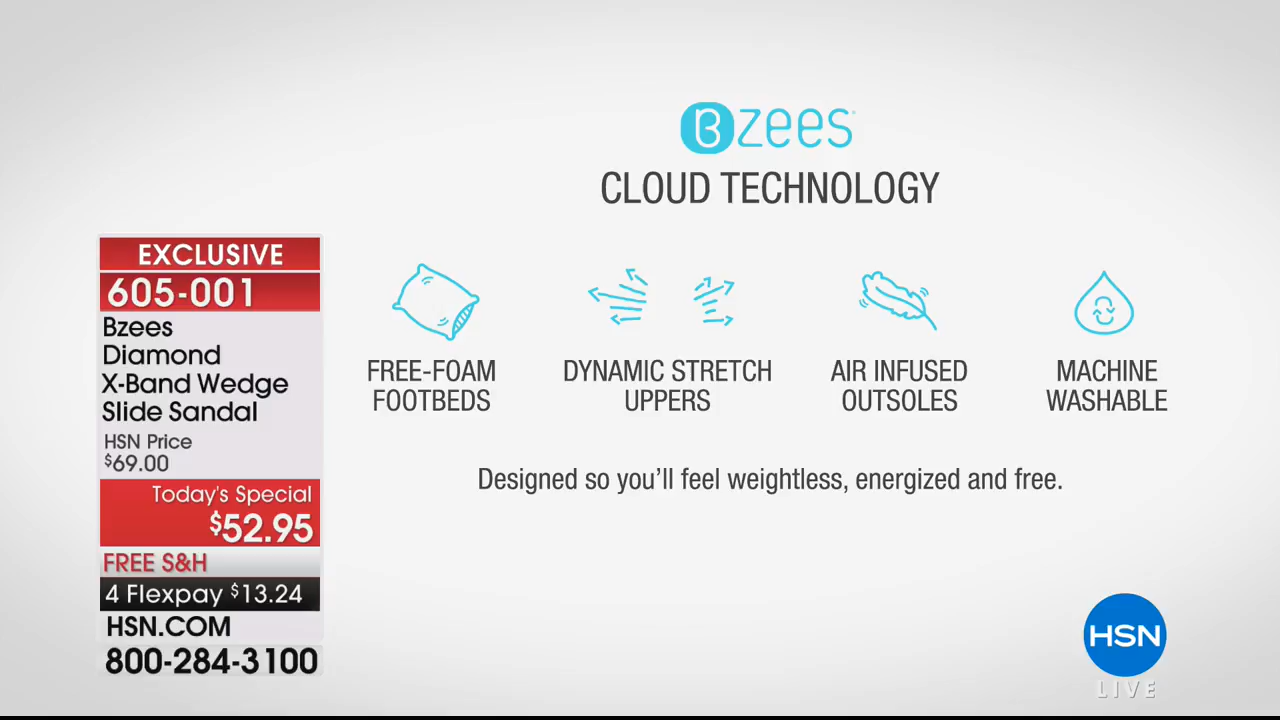 Bzees
CLOUD TECHNOLOGY
EXCLUSIVE
605-001
Bzees
Diamond
X-Band Wedge
Slide Sandal
HSN Price
$69.00
Today's Special
$52.95
FREE S&H
4 Flexpay $13.24
HSN.COM
800-284-3100
FREE-FOAM
FOOTBEDS
DYNAMIC STRETCH
UPPERS
AIR INFUSED
OUTSOLES
MACHINE
WASHABLE
Designed so you'll feel weightless, energized and free.
HSN
LIVE